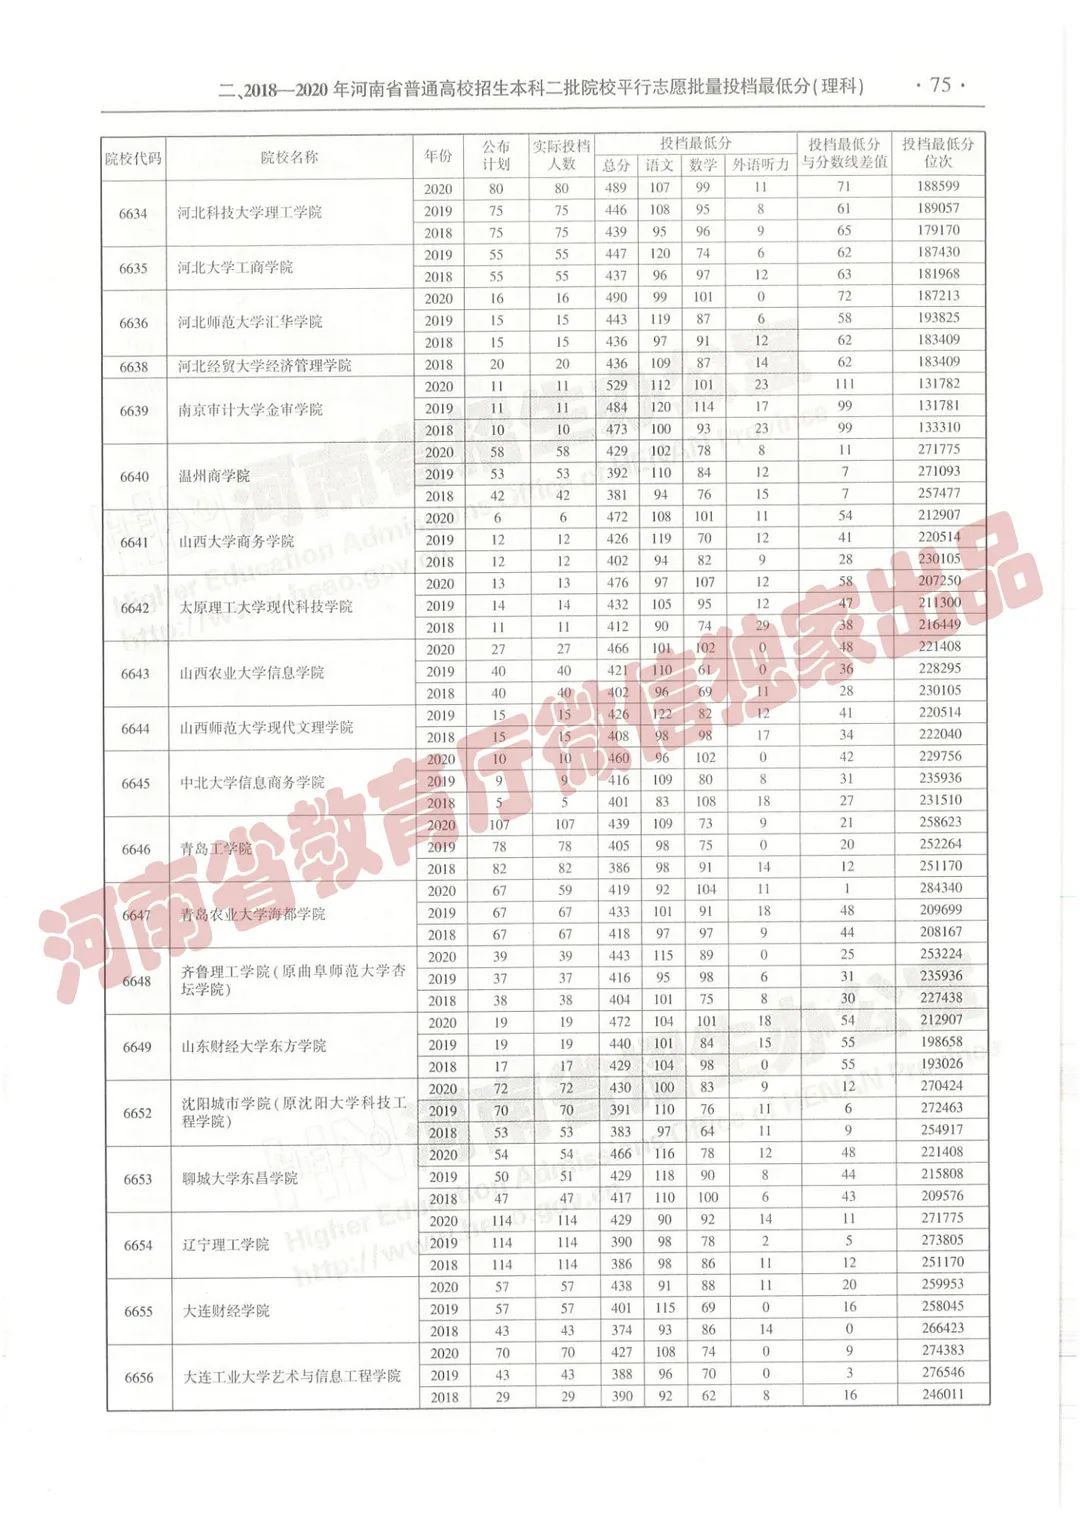 二、2018—2020年河南省普通高校招生本科二批院校平行志愿批量投档最低分(理科) ·75·
院校代码 院校名称 年份 公布计划 实际投档人数 投档最低分 投档最低分与分数线差值 投档最低分位次
总分 语文 数学 外语听力
6634 河北科技大学理工学院 2020 80 80 489 107 99 11 71 188599
2019 75 75 446 108 95 8 61 189057
2018 75 75 439 95 96 9 65 179170
6635 河北大学工商学院 2019 55 55 447 120 74 6 62 187430
2018 55 55 437 96 97 12 63 181968
6636 河北师范大学汇华学院 2020 16 16 490 99 101 0 72 187213
2019 15 15 443 119 87 6 58 193825
2018 15 15 436 97 91 12 62 183409
6638 河北经贸大学经济管理学院 2018 20 20 436 109 87 14 62 183409
6639 南京审计大学金审学院 2020 11 11 529 112 101 23 111 131782
2019 11 11 484 120 114 17 99 131781
2018 10 10 473 100 93 23 99 133310
6640 温州商学院 2020 58 58 429 102 78 8 11 271775
2019 53 53 392 110 84 12 7 271093
2018 42 42 381 94 76 15 7 257477
6641 山西大学商务学院 2020 6 6 472 108 101 11 54 212907
2019 12 12 426 119 70 12 41 220514
2018 12 12 402 94 82 9 28 230105
6642 太原理工大学现代科技学院 2020 13 13 476 97 107 12 58 207250
2019 14 14 432 105 95 12 47 211300
2018 11 11 412 90 74 29 38 216449
6643 山西农业大学信息学院 2020 27 27 466 101 102 0 48 221408
2019 40 40 421 110 61 0 36 228295
2018 40 40 402 96 69 11 28 230105
6644 山西师范大学现代文理学院 2019 15 15 426 122 82 12 41 220514
2018 15 15 408 98 98 17 34 222040
6645 中北大学信息商务学院 2020 10 10 460 96 102 0 42 229756
2019 9 9 416 109 80 8 31 235936
2018 5 5 401 83 108 18 27 231510
6646 青岛工学院 2020 107 107 439 109 73 9 21 258623
2019 78 78 405 98 75 0 20 252264
2018 82 82 386 98 91 14 12 251170
6647 青岛农业大学海都学院 2020 67 59 419 92 104 11 1 284340
2019 67 67 433 101 91 18 48 209699
2018 67 67 418 97 97 9 44 208167
6648 齐鲁理工学院(原曲阜师范大学杏坛学院) 2020 39 39 443 115 89 0 25 253224
2019 37 37 416 95 98 6 31 235936
2018 38 38 404 101 75 8 30 227438
6649 山东财经大学东方学院 2020 19 19 472 104 101 18 54 212907
2019 19 19 440 101 84 15 55 198658
2018 17 17 429 104 98 0 55 193026
6652 沈阳城市学院(原沈阳大学科技工程学院) 2020 72 72 430 100 83 9 12 270424
2019 70 70 391 110 76 11 6 272463
2018 53 53 383 97 64 11 9 254917
6653 聊城大学东昌学院 2020 54 54 466 116 78 12 48 221408
2019 50 51 429 118 90 8 44 215808
2018 47 47 417 110 100 6 43 209576
6654 辽宁理工学院 2020 114 114 429 90 92 14 11 271775
2019 114 114 390 98 78 2 5 273805
2018 114 114 386 98 86 11 12 251170
6655 大连财经学院 2020 57 57 438 91 88 11 20 259953
2019 57 57 401 115 69 0 16 258045
2018 43 43 374 93 86 14 0 266423
6656 大连工业大学艺术与信息工程学院 2020 70 70 427 108 74 0 9 274383
2019 43 43 388 96 70 0 3 276546
2018 29 29 390 92 62 8 16 246011
河南省教育厅微信独家出品